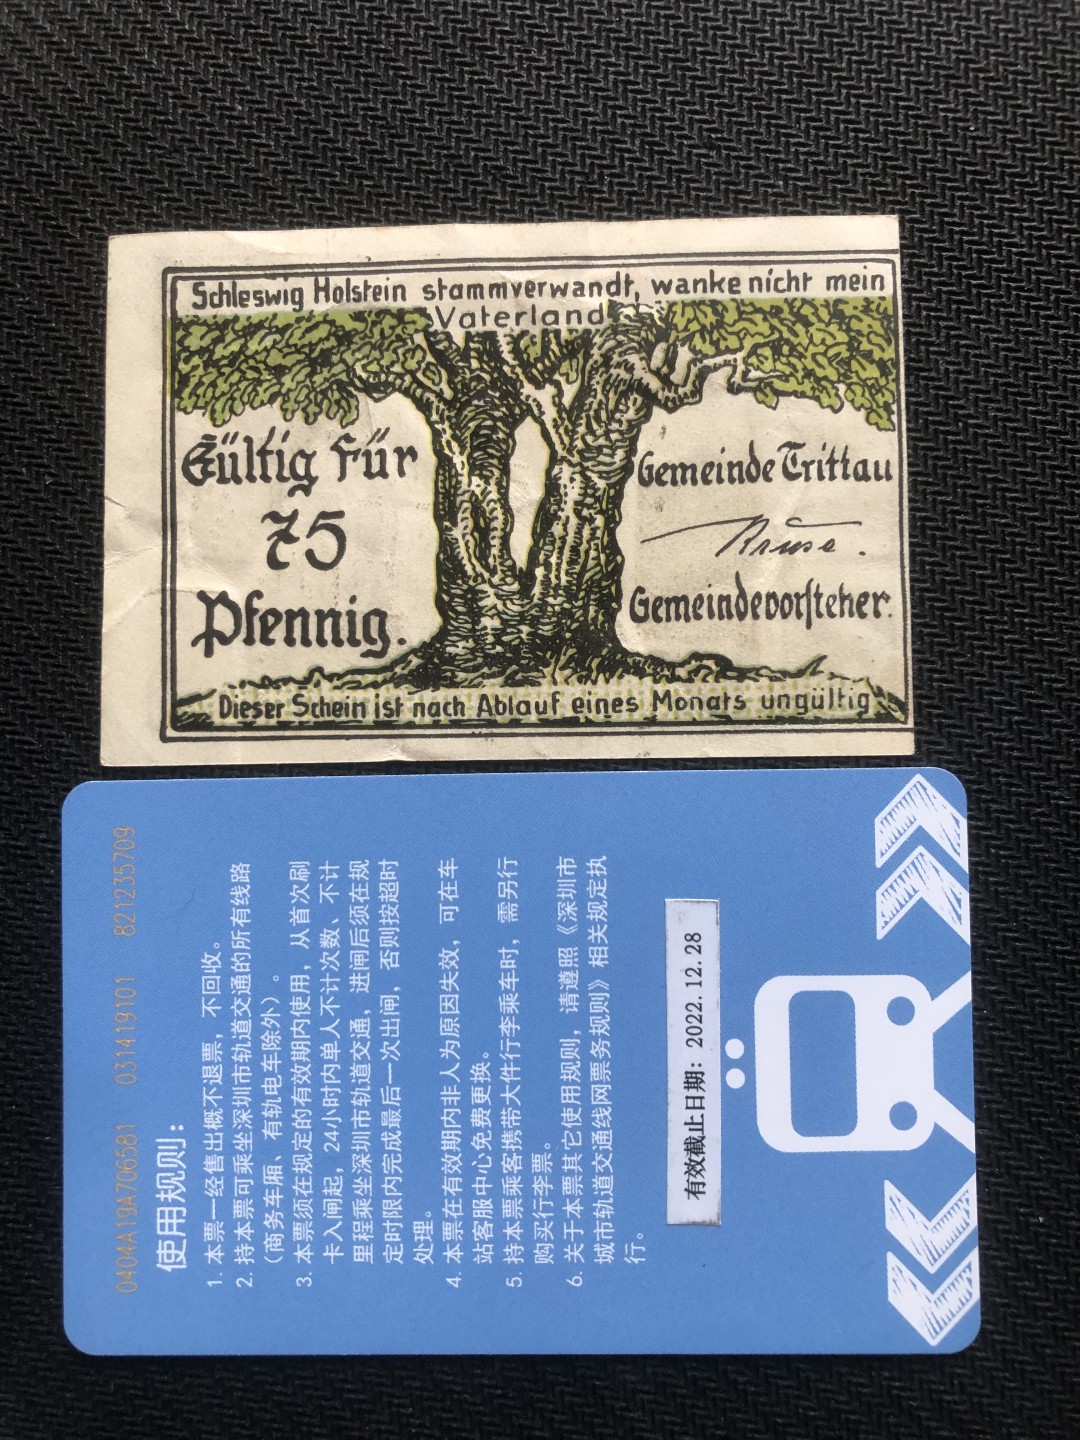 Schleswig Holstein stammverwandt, wanke nicht mein
Vaterland
Gültig für
75
Pfennig.
Gemeinde Trittau
Kruse.
Gemeindevorsteher.
Dieser Schein ist nach Ablauf eines Monats ungültig
0404A19A706581 031419101 821235709
使用规则：
1. 本票一经售出概不退票，不回收。
2. 持本票可乘坐深圳市轨道交通的所有线路
（商务车厢、有轨电车除外）。
3. 本票须在规定的有效期内使用，从首次刷
卡入闸起，24小时内单人不计次数、不计
里程乘坐深圳市轨道交通，进闸后须在规
定时限内完成最后一次出闸，否则按超时
处理。
4. 本票在有效期内非人为原因失效，可在车
站客服中心免费更换。
5. 持本票乘客携带大件行李乘车时，需另行
购买行李票。
6. 关于本票其它使用规则，请遵照《深圳市
城市轨道交通线网票务规则》相关规定执
行。
有效截止日期：2022.12.28